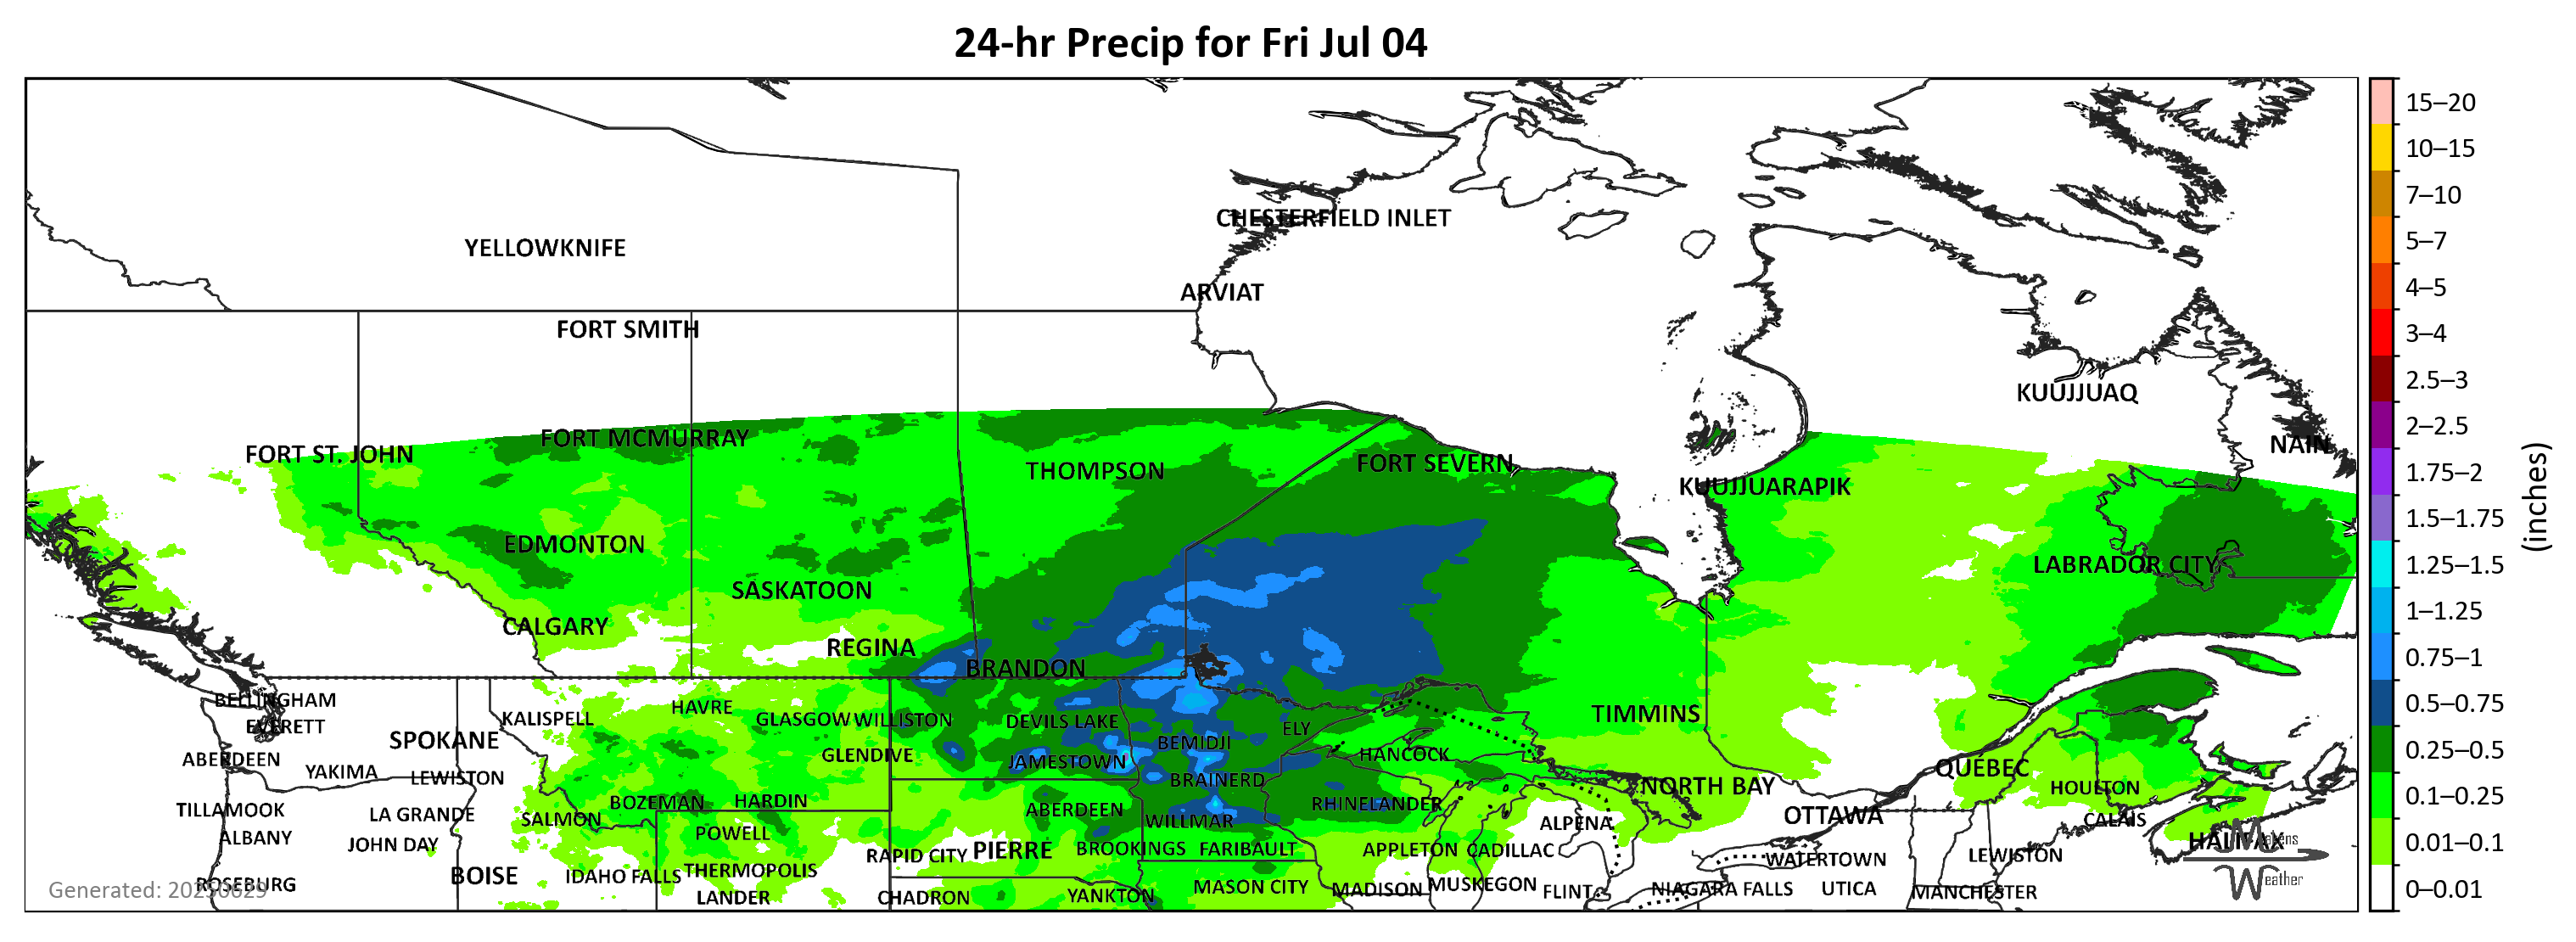 24-hr Precip for Fri Jul 04
CHESTERFIELD INLET
YELLOWKNIFE
ARVIAT
FORT SMITH
KUUJJUAQ
FORT MCMURRAY
NAIN
FORT ST. JOHN
THOMPSON
FORT SEVERN
KUUJJUARAPIK
EDMONTON
LABRADOR CITY
SASKATOON
CALGARY
REGINA
BRANDON
BELLINGHAM
HAVRE
KALISPELL
GLASGOW
WILLISTON
DEVILS LAKE
TIMMINS
EVERETT
ELY
SPOKANE
BEMIDJI
ABERDEEN
GLENDIVE
JAMESTOWN
HANCOCK
QUÉBEC
YAKIMA
LEWISTON
BRAINERD
NORTH BAY
HOULTON
BOZEMAN
HARDIN
RHINELANDER
TILLAMOOK
LA GRANDE
SALMON
ABERDEEN
WILLMAR
ALPENA
OTTAWA
CALAIS
ALBANY
JOHN DAY
POWELL
HALIFAX
RAPID CITY
PIERRE
BROOKINGS
FARIBAULT
APPLETON
CADILLAC
WATERTOWN
LEWISTON
BOISE
IDAHO FALLS
THERMOPOLIS
ROSEBURG
MASON CITY
MADISON
MUSKEGON
FLINT
NIAGARA FALLS
UTICA
MANCHESTER
LANDER
CHADRON
YANKTON
Generated: 20250629
Weather
15–20
10–15
7–10
5–7
4–5
3–4
2.5–3
2–2.5
1.75–2
1.5–1.75
1.25–1.5
1–1.25
0.75–1
0.5–0.75
0.25–0.5
0.1–0.25
0.01–0.1
0–0.01
(inches)